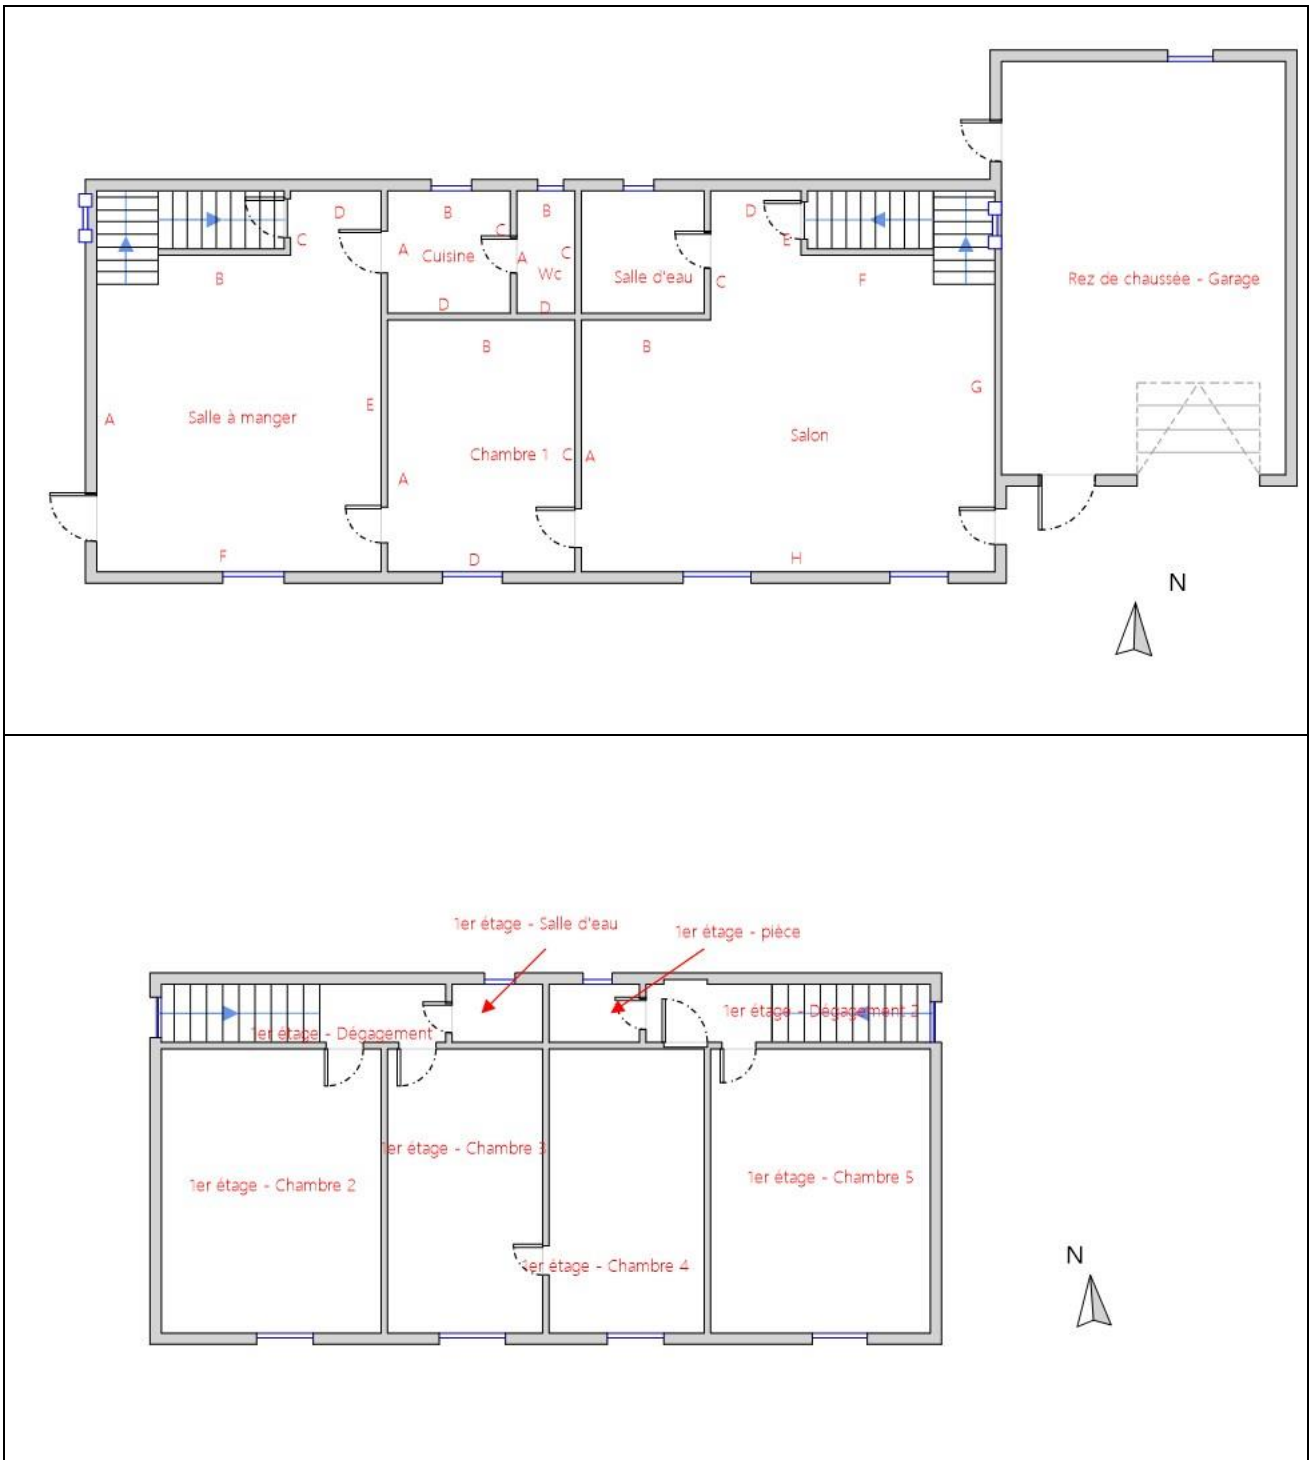 D
B
B
D
C
A
Cuisine
C
A
Wc
C
E
B
Salle d'eau
C
F
Rez de chaussée - Garage
D
D
B
B
G
A
Salle à manger
E
Salon
A
Chambre 1
C
A
F
D
H
N
1er étage - Salle d'eau
1er étage - pièce
1er étage - Dégagement
1er étage - Dégagement 2
1er étage - Chambre 3
1er étage - Chambre 2
1er étage - Chambre 5
1er étage - Chambre 4
N